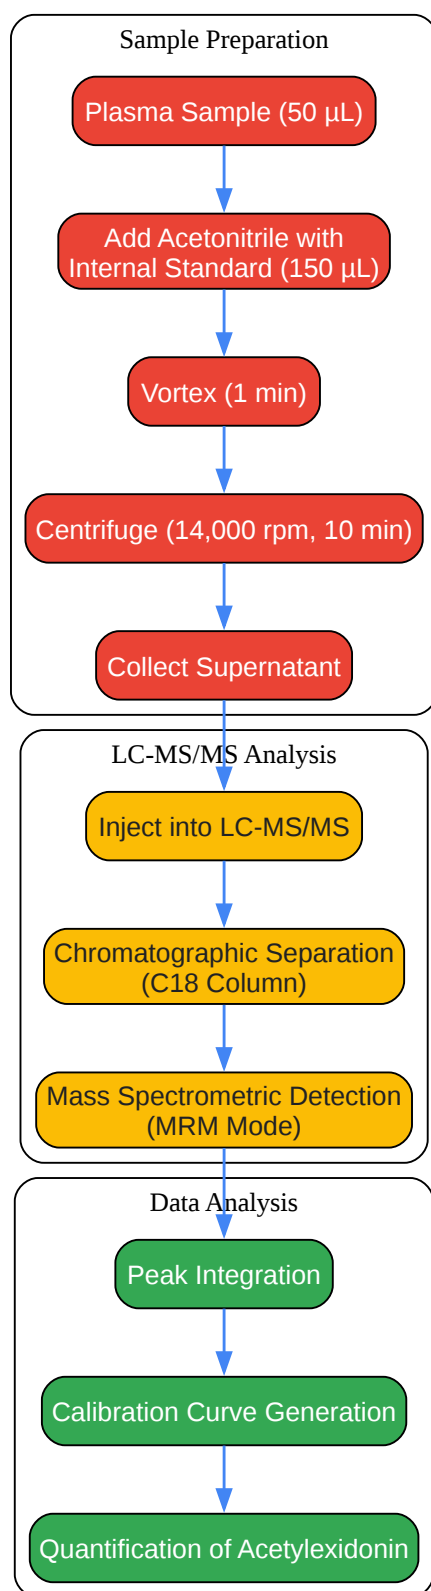 Sample Preparation
Plasma Sample (50 µL)
Add Acetonitrile with
Internal Standard (150 µL)
Vortex (1 min)
Centrifuge (14,000 rpm, 10 min)
Collect Supernatant
LC-MS/MS Analysis
Inject into LC-MS/MS
Chromatographic Separation
(C18 Column)
Mass Spectrometric Detection
(MRM Mode)
Data Analysis
Peak Integration
Calibration Curve Generation
Quantification of Acetylexidonin